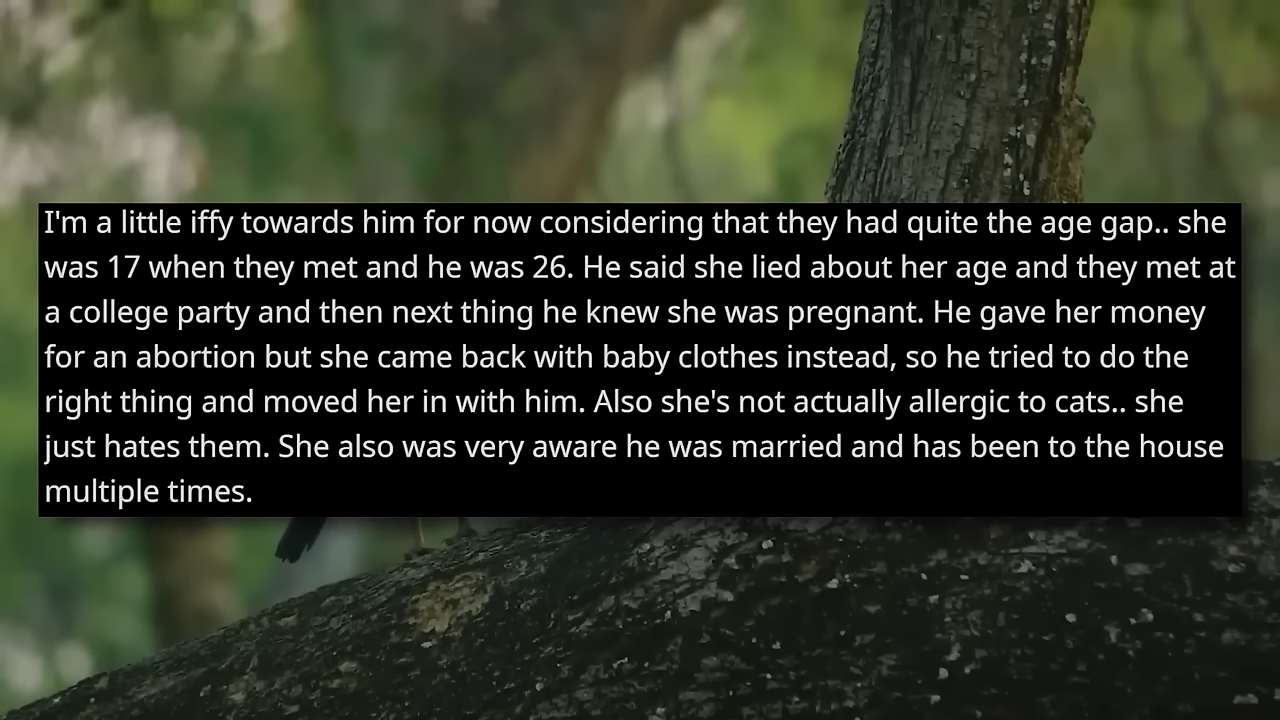 I'm a little iffy towards him for now considering that they had quite the age gap.. she
was 17 when they met and he was 26. He said she lied about her age and they met at
a college party and then next thing he knew she was pregnant. He gave her money
for an abortion but she came back with baby clothes instead, so he tried to do the
right thing and moved her in with him. Also she's not actually allergic to cats.. she
just hates them. She also was very aware he was married and has been to the house
multiple times.